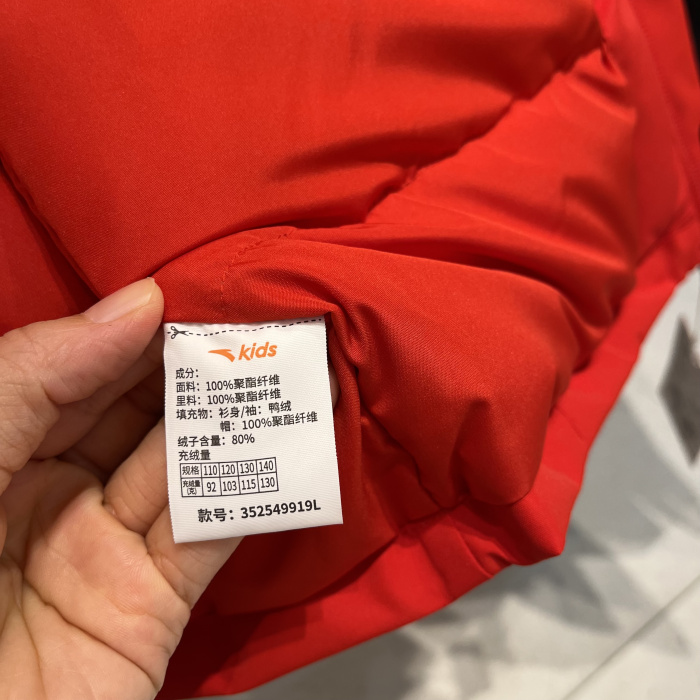 kids
成分：
面料：100%聚酯纤维
里料：100%聚酯纤维
填充物：衫身/袖：鸭绒
帽：100%聚酯纤维
绒子含量：80%
充绒量
规格 110 120 130 140
充绒量(克) 92 103 115 130
款号：352549919L